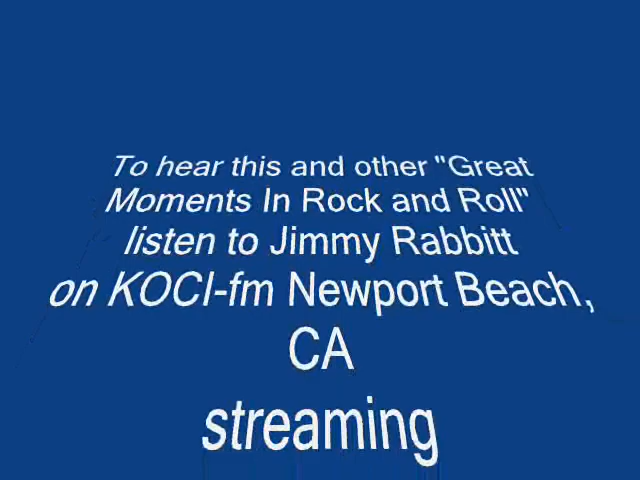 To hear this and other "Great
Moments In Rock and Roll"
listen to Jimmy Rabbitt
on KOCI-fm Newport Beach,
CA
streaming